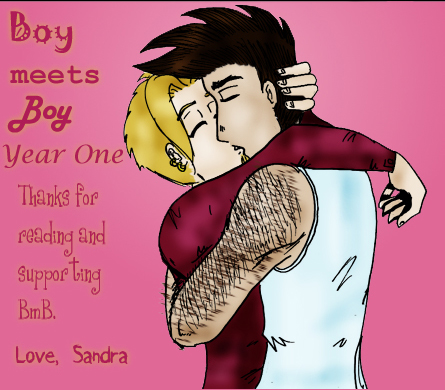 Boy
meets
Boy
Year One
Thanks for
reading and
supporting
BmB.
Love, Sandra